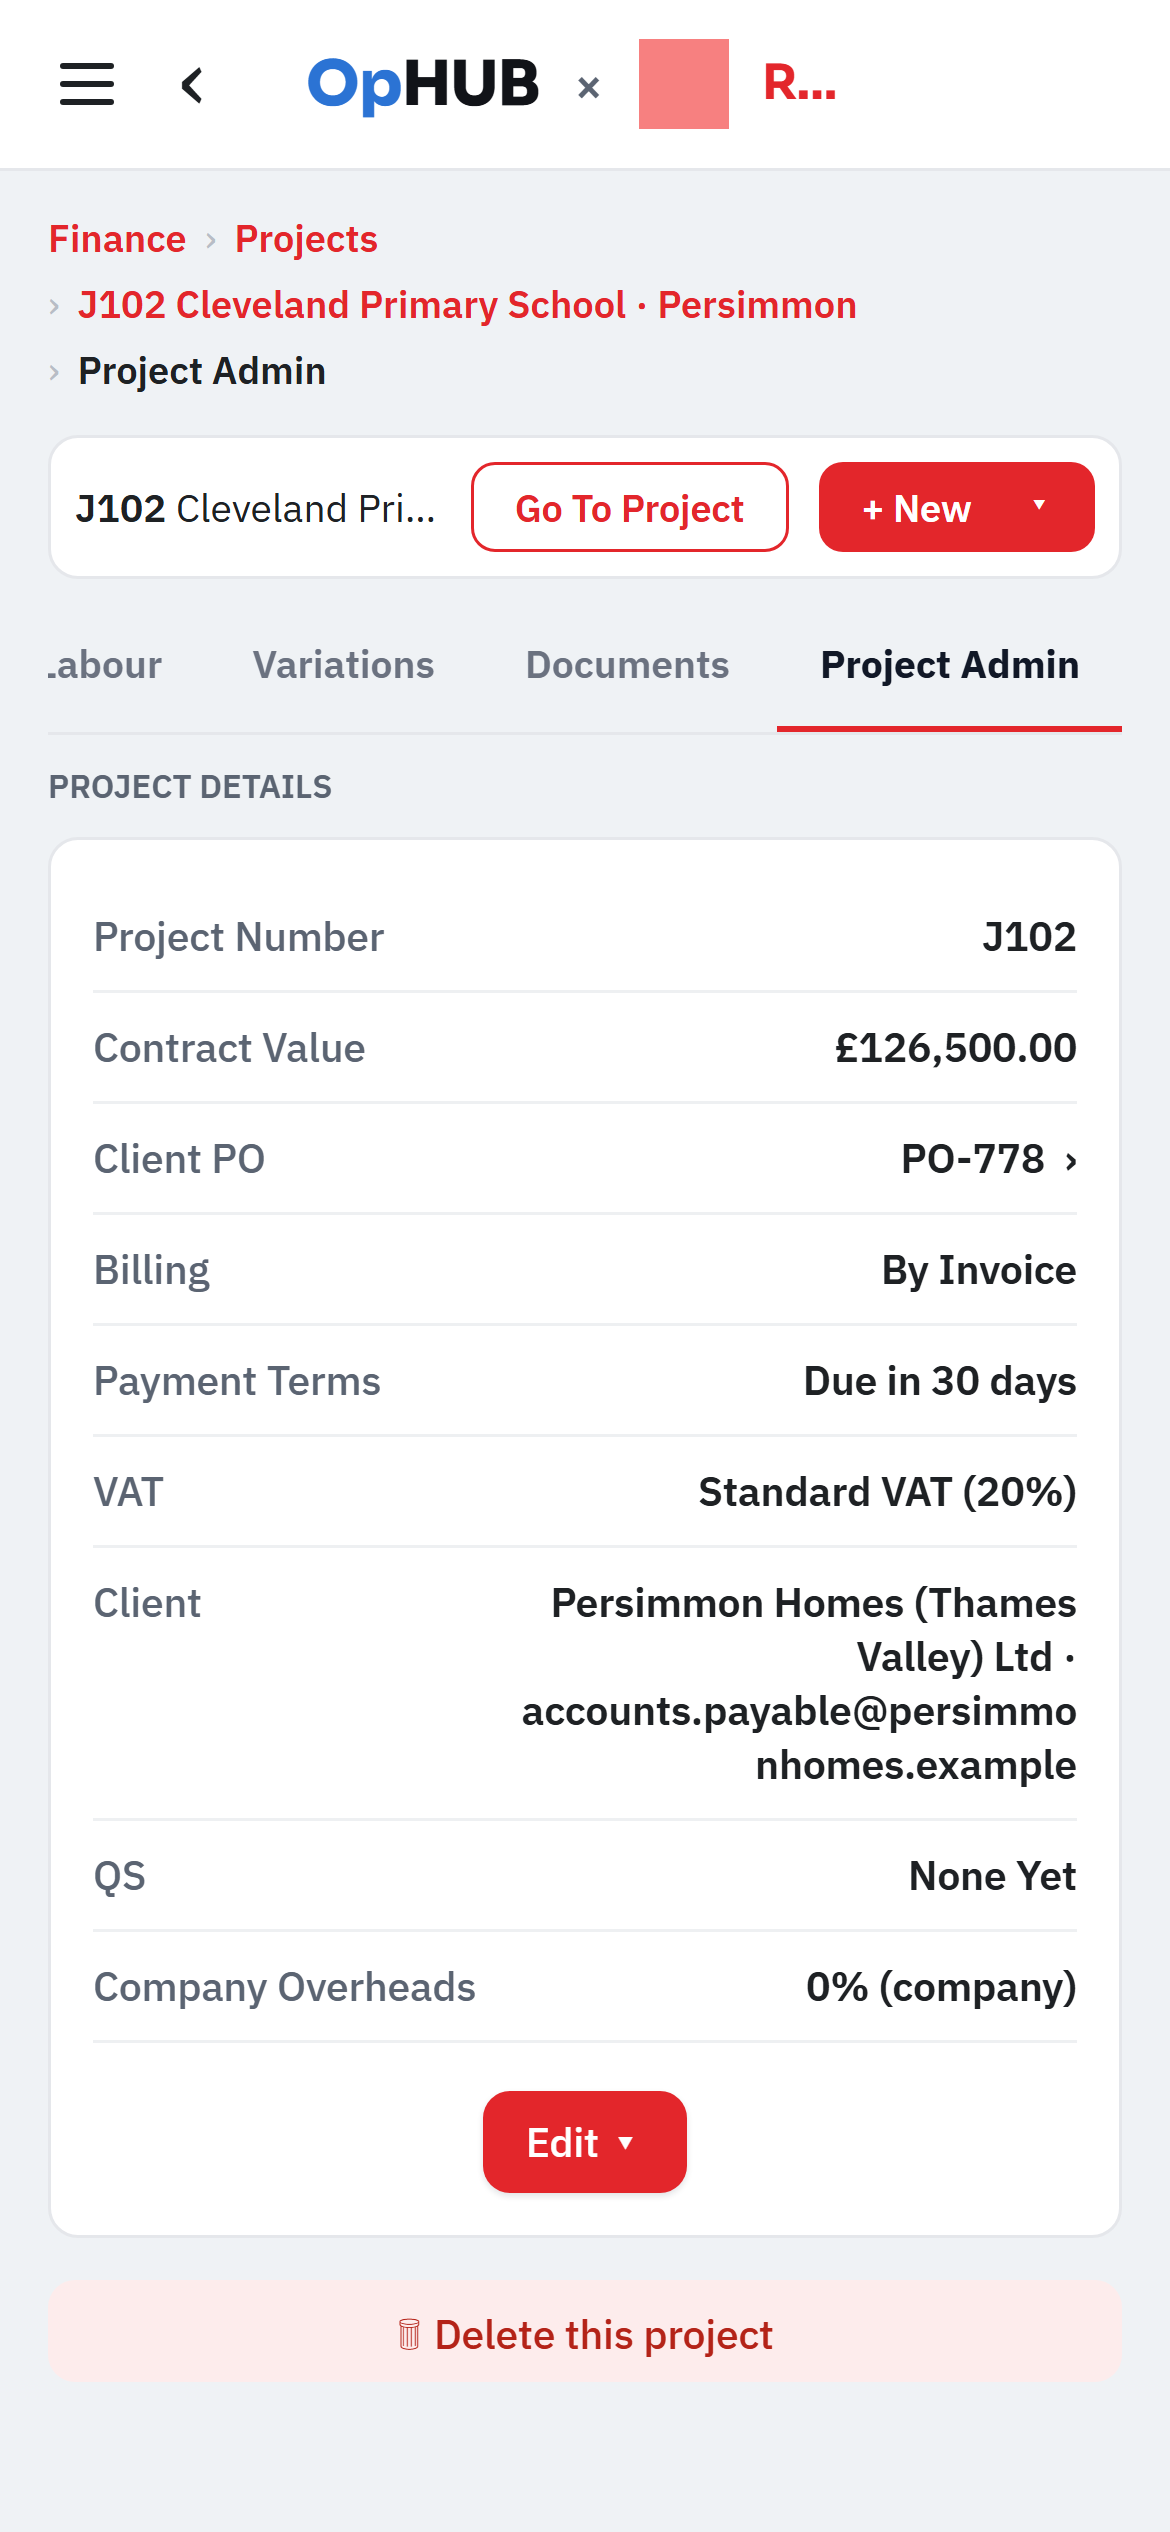 OpHUB × R...
Finance › Projects
› J102 Cleveland Primary School · Persimmon
› Project Admin
J102 Cleveland Pri... Go To Project + New ▼
Labour Variations Documents Project Admin
PROJECT DETAILS
Project Number J102
Contract Value £126,500.00
Client PO PO-778 ›
Billing By Invoice
Payment Terms Due in 30 days
VAT Standard VAT (20%)
Client Persimmon Homes (Thames
Valley) Ltd ·
accounts.payable@persimmo
nhomes.example
QS None Yet
Company Overheads 0% (company)
Edit ▼
Delete this project